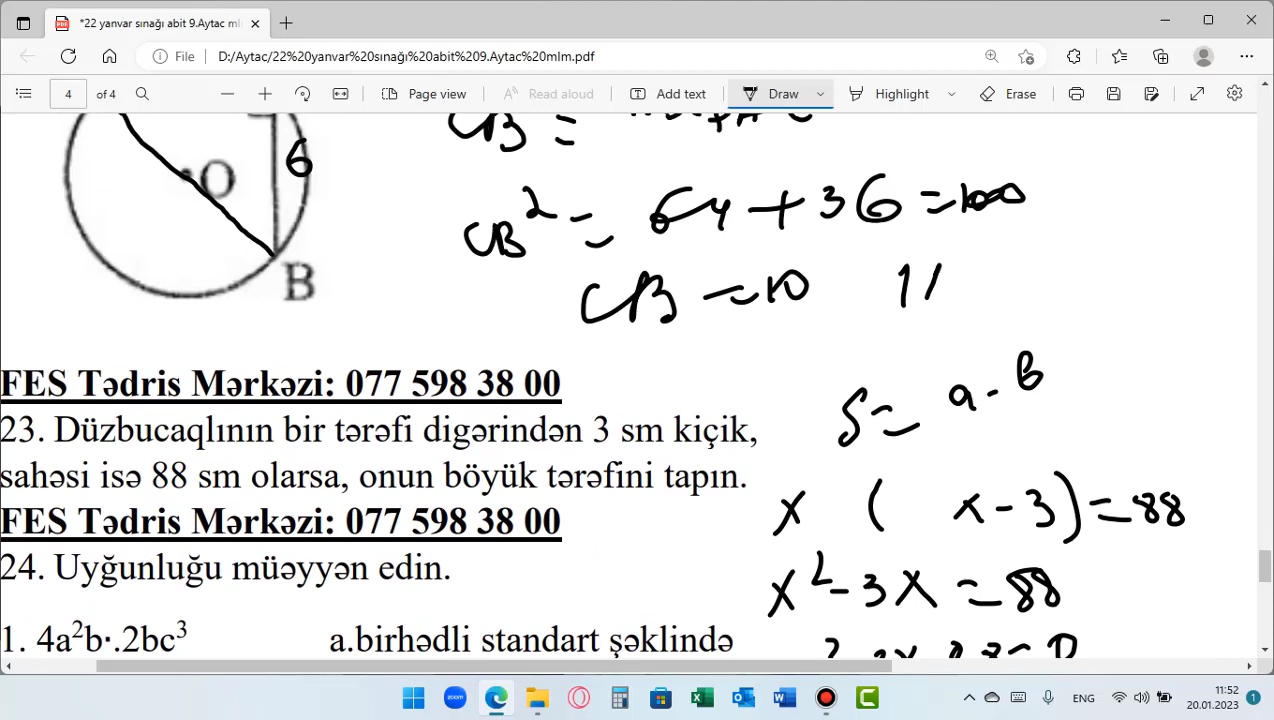 *22 yanvar sınağı abit 9.Aytac ml
File D:/Aytac/22%20yanvar%20sınağı%20abit%209.Aytac%20mlm.pdf
4 of 4 Page view Read aloud Add text Draw Highlight Erase
CB =
6
O
CB² = 64 + 36 = 100
B
CB = 10
S = a · b
FES Tədris Mərkəzi: 077 598 38 00
23. Düzbucaqlının bir tərəfi digərindən 3 sm kiçik,
sahəsi isə 88 sm olarsa, onun böyük tərəfini tapın.
x ( x - 3) = 88
FES Tədris Mərkəzi: 077 598 38 00
24. Uyğunluğu müəyyən edin.
x² - 3x = 88
1. 4a²b·.2bc³ a.birhədli standart şəklində
zoom
ENG
11:52
20.01.2023
1